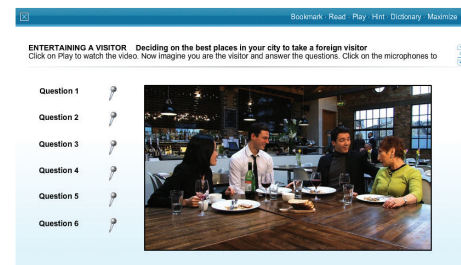 Bookmark · Read · Play · Hint · Dictionary · Maximize
ENTERTAINING A VISITOR Deciding on the best places in your city to take a foreign visitor
Click on Play to watch the video. Now imagine you are the visitor and answer the questions. Click on the microphones to
Question 1
Question 2
Question 3
Question 4
Question 5
Question 6